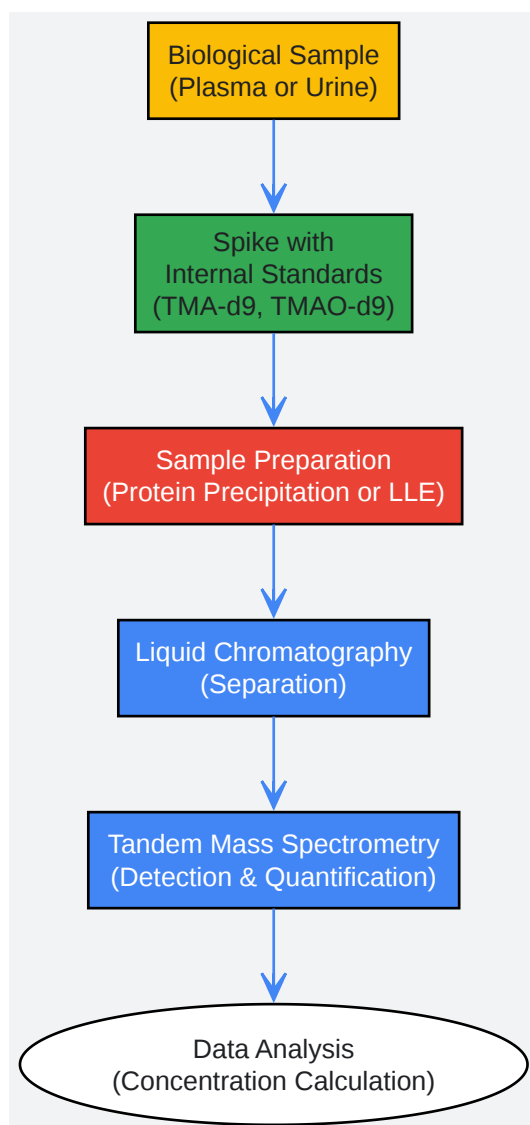 Biological Sample
(Plasma or Urine)
Spike with
Internal Standards
(TMA-d9, TMAO-d9)
Sample Preparation
(Protein Precipitation or LLE)
Liquid Chromatography
(Separation)
Tandem Mass Spectrometry
(Detection & Quantification)
Data Analysis
(Concentration Calculation)